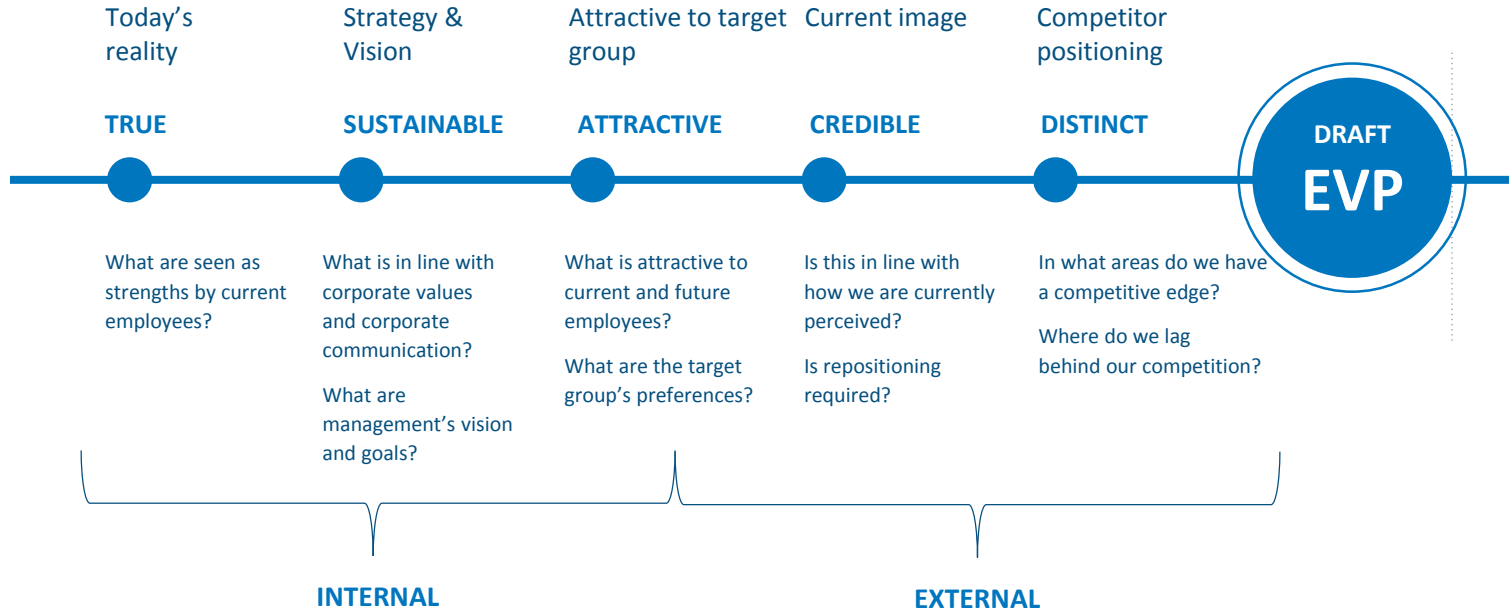 Today’s
reality
Strategy &
Vision
Attractive to target
group
Current image
Competitor
positioning
TRUE
SUSTAINABLE
ATTRACTIVE
CREDIBLE
DISTINCT
DRAFT
EVP
What are seen as
strengths by current
employees?
What is in line with
corporate values
and corporate
communication?
What are
management’s vision
and goals?
What is attractive to
current and future
employees?
What are the target
group’s preferences?
Is this in line with
how we are currently
perceived?
Is repositioning
required?
In what areas do we have
a competitive edge?
Where do we lag
behind our competition?
INTERNAL
EXTERNAL